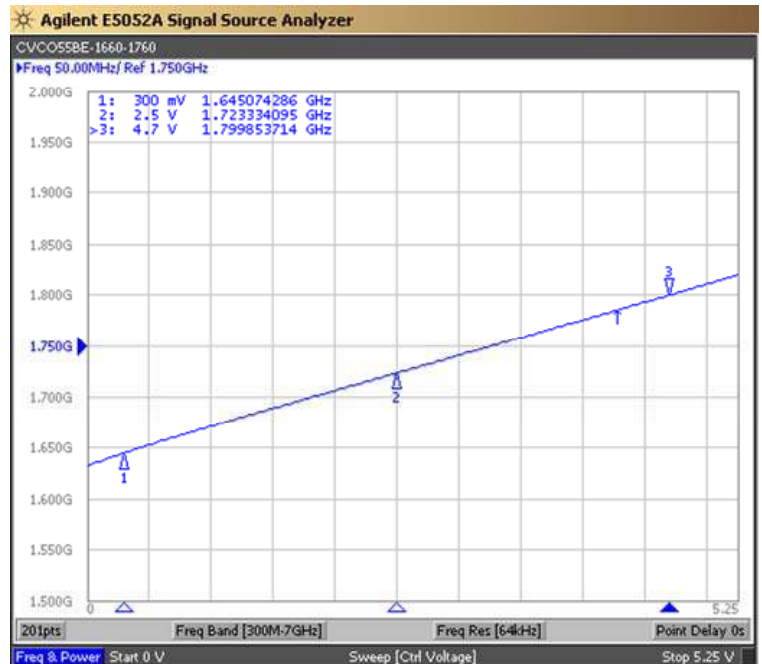 Agilent E5052A Signal Source Analyzer
CVCO55BE-1660-1760
▶Freq 50.00MHz/ Ref 1.750GHz
2.000G
1: 300 mV 1.645074286 GHz
2: 2.5 V 1.723334095 GHz
>3: 4.7 V 1.799853714 GHz
1.950G
1.900G
1.850G
3
1.800G
1.750G
1.700G
2
1.650G
1
1.600G
1.550G
1.500G
0 5.25
201pts Freq Band [300M-7GHz] Freq Res [64kHz] Point Delay 0s
Freq & Power Start 0 V Sweep [Ctrl Voltage] Stop 5.25 V